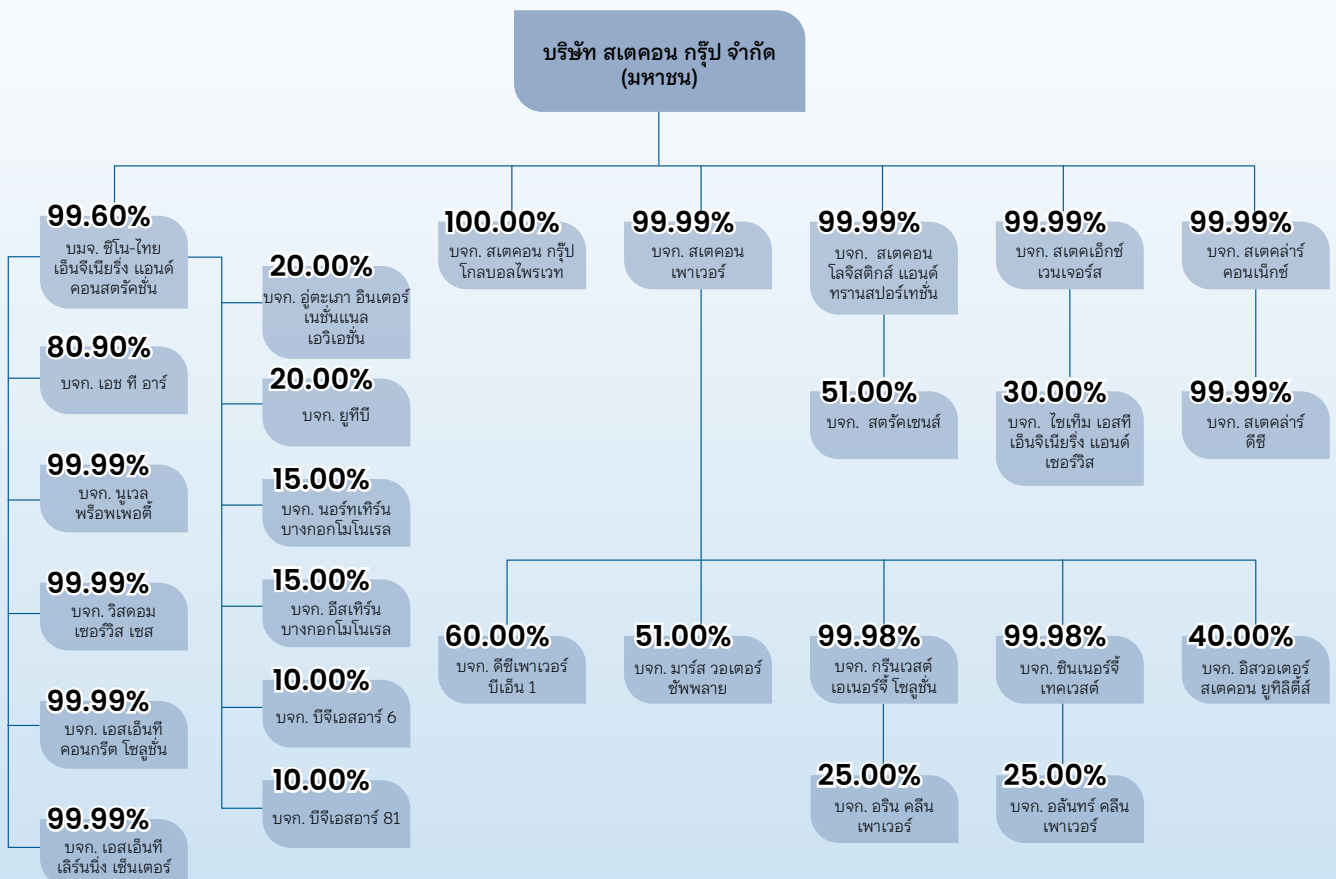 บริษัท สเตคอน กรุ๊ป จำกัด
(มหาชน)
99.60%
บมจ. ซิโน-ไทย
เอ็นจีเนียริ่ง แอนด์
คอนสตรัคชั่น
80.90%
บจก. เอช ที อาร์
99.99%
บจก. นูเวล
พร็อพเพอตี้
99.99%
บจก. วิสดอม
เซอร์วิส เซส
99.99%
บจก. เอสเอ็นที
คอนกรีต โซลูชั่น
99.99%
บจก. เอสเอ็นที
เลิร์นนิ่ง เซ็นเตอร์
20.00%
บจก. อู่ตะเภา อินเตอร์
เนชั่นแนล
เอวิเอชั่น
20.00%
บจก. ยูทีบี
15.00%
บจก. นอร์ทเทิร์น
บางกอกโมโนเรล
15.00%
บจก. อีสเทิร์น
บางกอกโมโนเรล
10.00%
บจก. บีจีเอสอาร์ 6
10.00%
บจก. บีจีเอสอาร์ 81
100.00%
บจก. สเตคอน กรุ๊ป
โกลบอลไพรเวท
99.99%
บจก. สเตคอน
เพาเวอร์
99.99%
บจก. สเตคอน
โลจิสติกส์ แอนด์
ทรานสปอร์เทชั่น
51.00%
บจก. สตรัคเซนส์
99.99%
บจก. สเตคเอ็กซ์
เวนเจอร์ส
30.00%
บจก. ไซเท็ม เอสที
เอ็นจิเนียริ่ง แอนด์
เซอร์วิส
99.99%
บจก. สเตคล่าร์
คอนเน็กซ์
99.99%
บจก. สเตคล่าร์
ดีซี
60.00%
บจก. ดีซีเพาเวอร์
บีเอ็น 1
51.00%
บจก. มาร์ส วอเตอร์
ซัพพลาย
99.98%
บจก. กรีนเวสต์
เอเนอร์จี้ โซลูชั่น
25.00%
บจก. อริน คลีน
เพาเวอร์
99.98%
บจก. ซินเนอร์จี้
เทคเวสต์
25.00%
บจก. อลันทร์ คลีน
เพาเวอร์
40.00%
บจก. อิสวอเตอร์
สเตคอน ยูทิลิตี้ส์